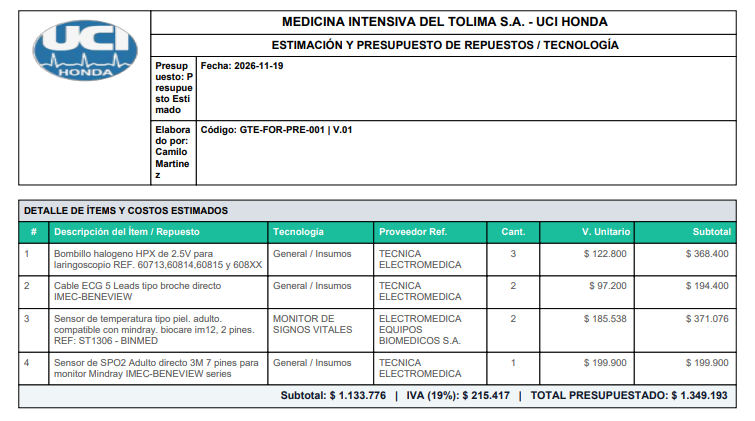 UCI
HONDA
MEDICINA INTENSIVA DEL TOLIMA S.A. - UCI HONDA
ESTIMACIÓN Y PRESUPUESTO DE REPUESTOS / TECNOLOGÍA
Presup
uesto: P
resupue
sto Esti
mado
Fecha: 2026-11-19
Elabora
do por:
Camilo
Martine
z
Código: GTE-FOR-PRE-001 | V.01
DETALLE DE ÍTEMS Y COSTOS ESTIMADOS
# Descripción del Ítem / Repuesto Tecnología Proveedor Ref. Cant. V. Unitario Subtotal
1 Bombillo halogeno HPX de 2.5V para General / Insumos TECNICA 3 $ 122.800 $ 368.400
laringoscopio REF. 60713,60814,60815 y 608XX ELECTROMEDICA
2 Cable ECG 5 Leads tipo broche directo General / Insumos TECNICA 2 $ 97.200 $ 194.400
IMEC-BENEVIEW ELECTROMEDICA
3 Sensor de temperatura tipo piel. adulto. MONITOR DE ELECTROMEDICA 2 $ 185.538 $ 371.076
compatible con mindray. biocare im12, 2 pines. SIGNOS VITALES EQUIPOS
REF: ST1306 - BINMED BIOMEDICOS S.A.
4 Sensor de SPO2 Adulto directo 3M 7 pines para General / Insumos TECNICA 1 $ 199.900 $ 199.900
monitor Mindray IMEC-BENEVIEW series ELECTROMEDICA
Subtotal: $ 1.133.776 | IVA (19%): $ 215.417 | TOTAL PRESUPUESTADO: $ 1.349.193